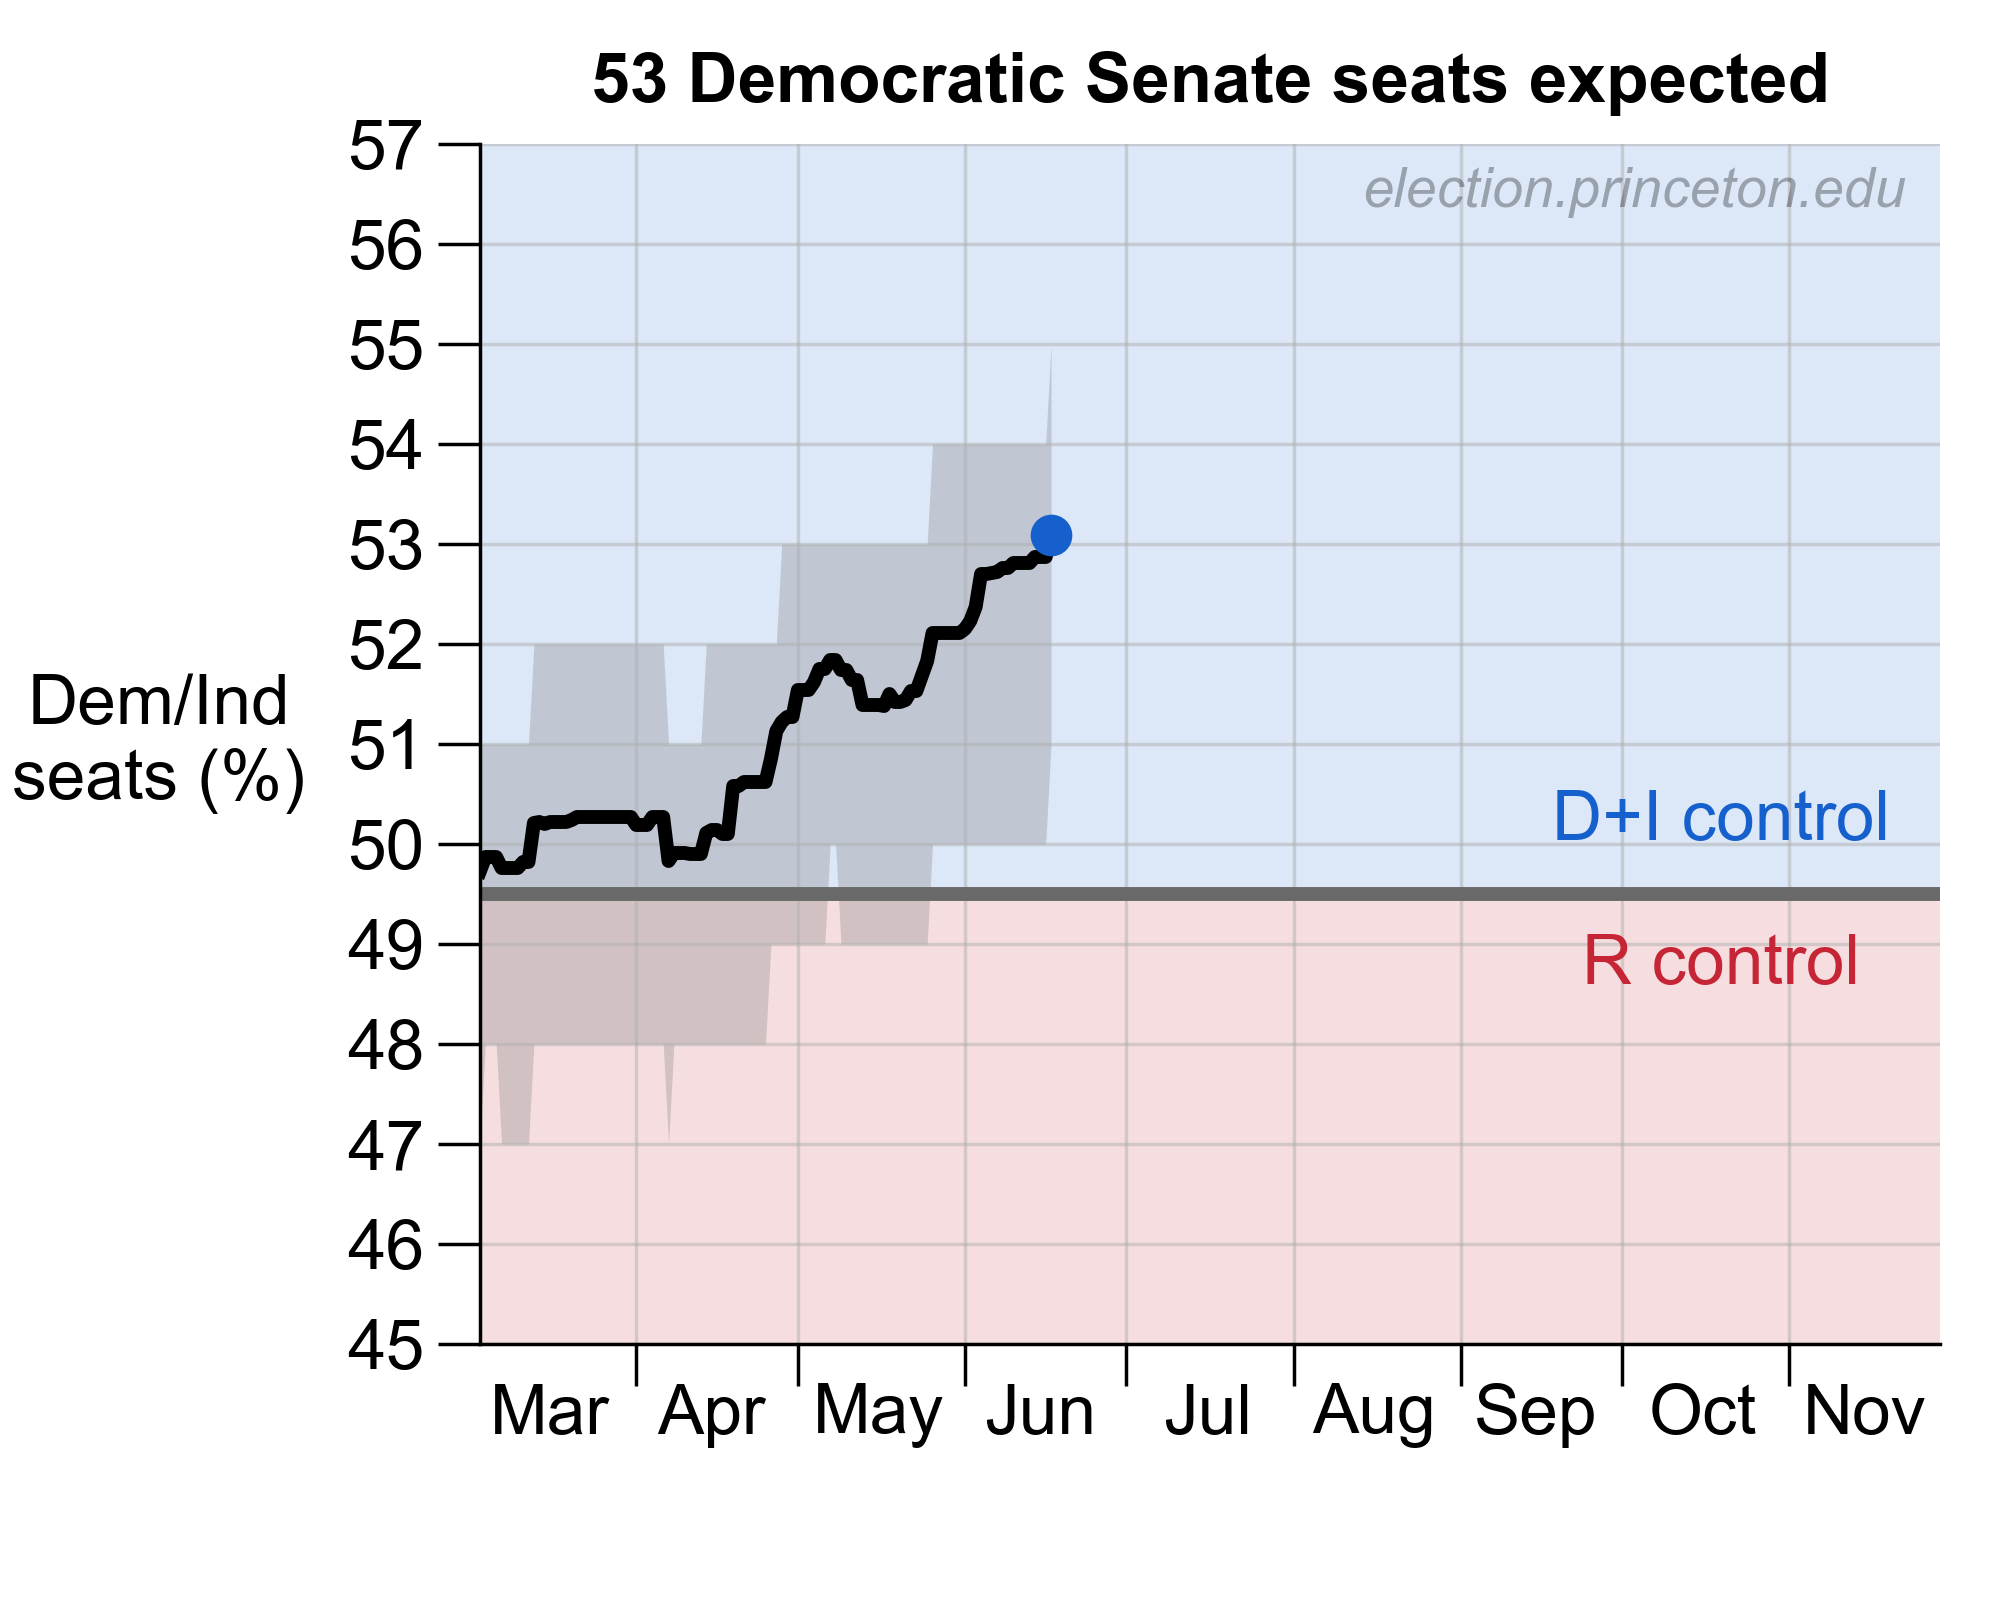 53 Democratic Senate seats expected
election.princeton.edu
57
56
55
54
53
52
51
50
49
48
47
46
45
Dem/Ind
seats (%)
D+I control
R control
Mar Apr May Jun Jul Aug Sep Oct Nov